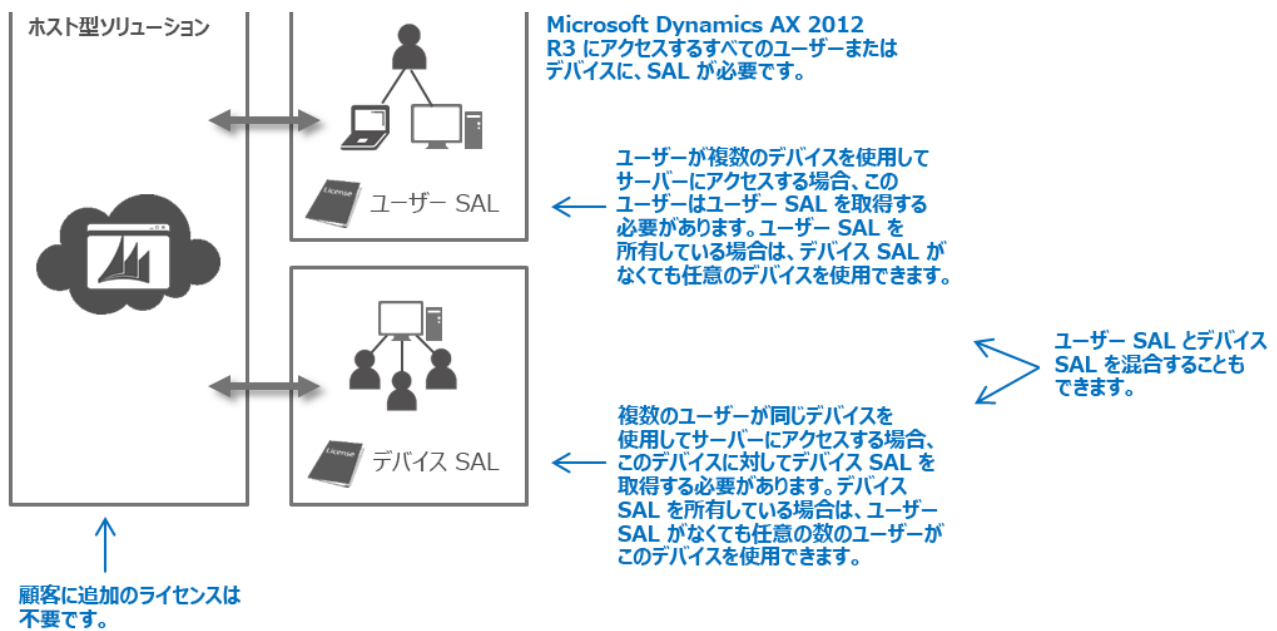 ホスト型ソリューション
Microsoft Dynamics AX 2012
R3 にアクセスするすべてのユーザーまたは
デバイスに、SAL が必要です。
License
ユーザー SAL
ユーザーが複数のデバイスを使用して
サーバーにアクセスする場合、この
ユーザーはユーザー SAL を取得する
必要があります。ユーザー SAL を
所有している場合は、デバイス SAL が
なくても任意のデバイスを使用できます。
ユーザー SAL とデバイス
SAL を混合することも
できます。
License
デバイス SAL
複数のユーザーが同じデバイスを
使用してサーバーにアクセスする場合、
このデバイスに対してデバイス SAL を
取得する必要があります。デバイス
SAL を所有している場合は、ユーザー
SAL がなくても任意の数のユーザーが
このデバイスを使用できます。
顧客に追加のライセンスは
不要です。